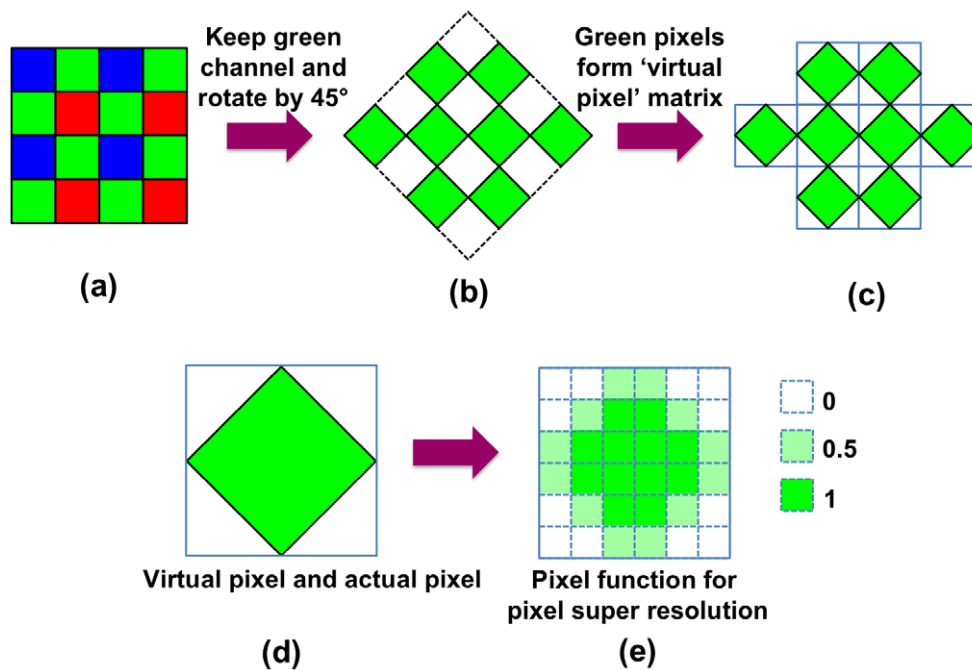 Keep green
channel and
rotate by 45°
Green pixels
form ‘virtual
pixel’ matrix
(a)
(b)
(c)
0
0.5
1
Virtual pixel and actual pixel
Pixel function for
pixel super resolution
(d)
(e)